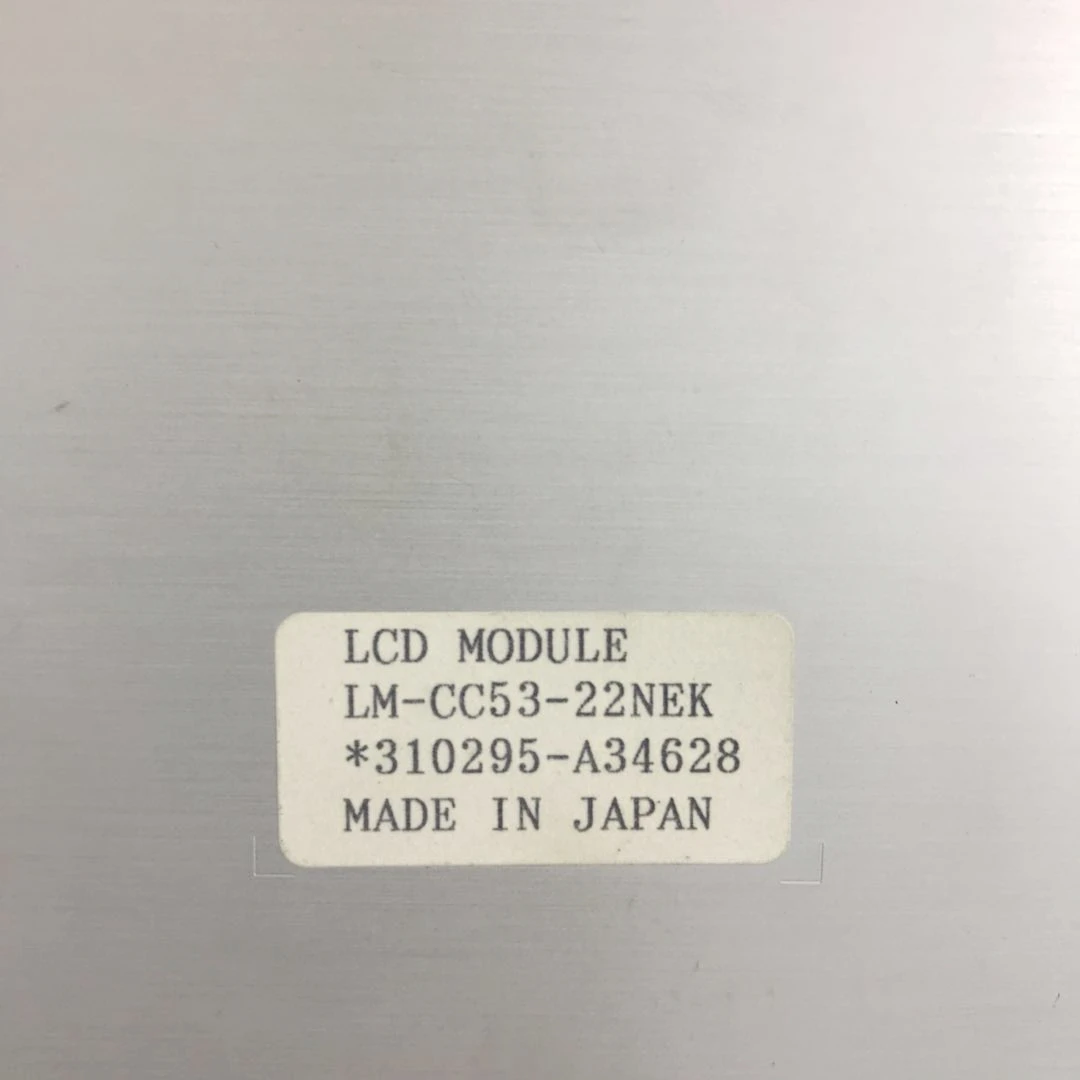 LCD MODULE
LM-CC53-22NEK
*310295-A34628
MADE IN JAPAN